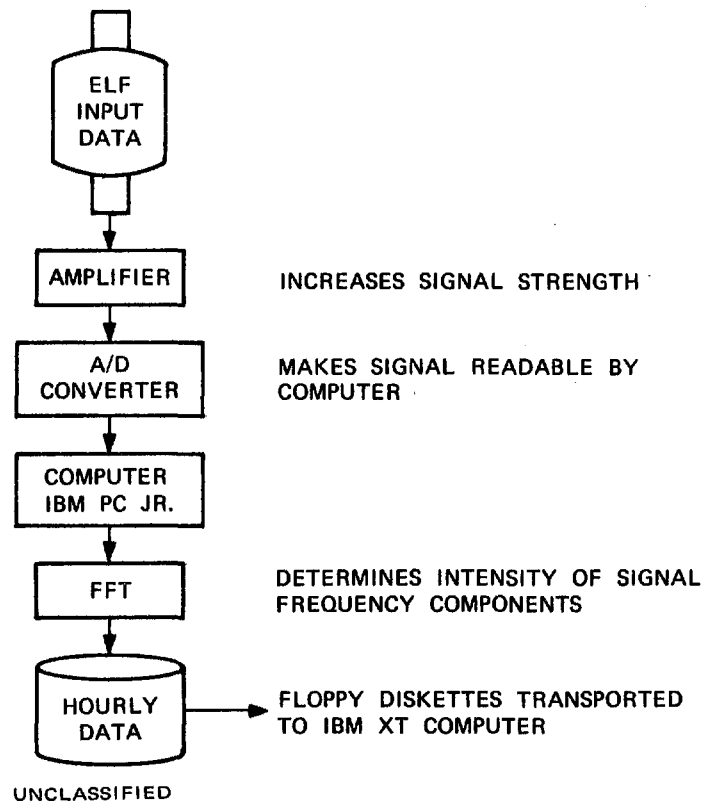 ELF
INPUT
DATA
AMPLIFIER
INCREASES SIGNAL STRENGTH
A/D
CONVERTER
MAKES SIGNAL READABLE BY
COMPUTER
COMPUTER
IBM PC JR.
FFT
DETERMINES INTENSITY OF SIGNAL
FREQUENCY COMPONENTS
HOURLY
DATA
FLOPPY DISKETTES TRANSPORTED
TO IBM XT COMPUTER
UNCLASSIFIED